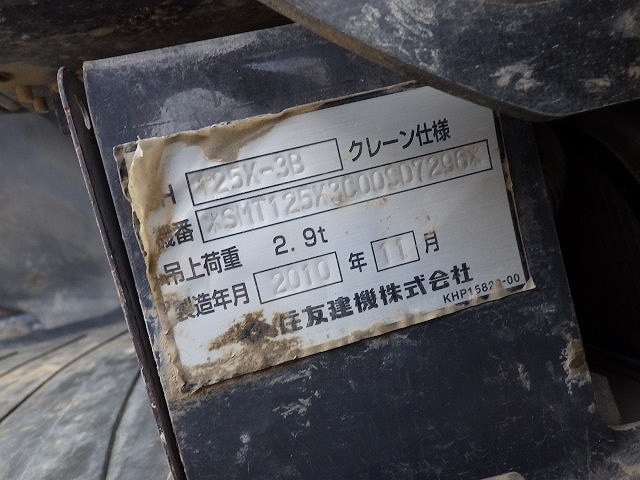 H 125X-3B クレーン仕様
機番 *SMT125X3C00SD7296*
吊上荷重 2.9t
製造年月 2010 年 11 月
住友建機株式会社
KHP1582 -00